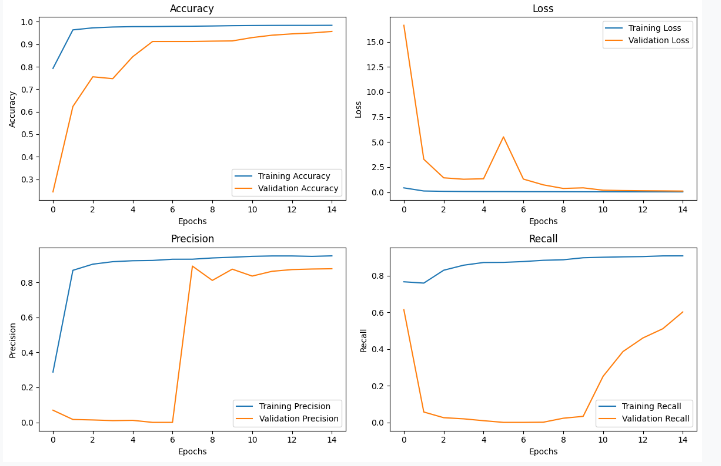 Accuracy
1.0
0.9
0.8
0.7
0.6
0.5
0.4
0.3
Accuracy
Training Accuracy
Validation Accuracy
0 2 4 6 8 10 12 14
Epochs
Loss
15.0
12.5
10.0
7.5
5.0
2.5
0.0
Loss
Training Loss
Validation Loss
0 2 4 6 8 10 12 14
Epochs
Precision
0.8
0.6
0.4
0.2
0.0
Precision
Training Precision
Validation Precision
0 2 4 6 8 10 12 14
Epochs
Recall
0.8
0.6
0.4
0.2
0.0
Recall
Training Recall
Validation Recall
0 2 4 6 8 10 12 14
Epochs